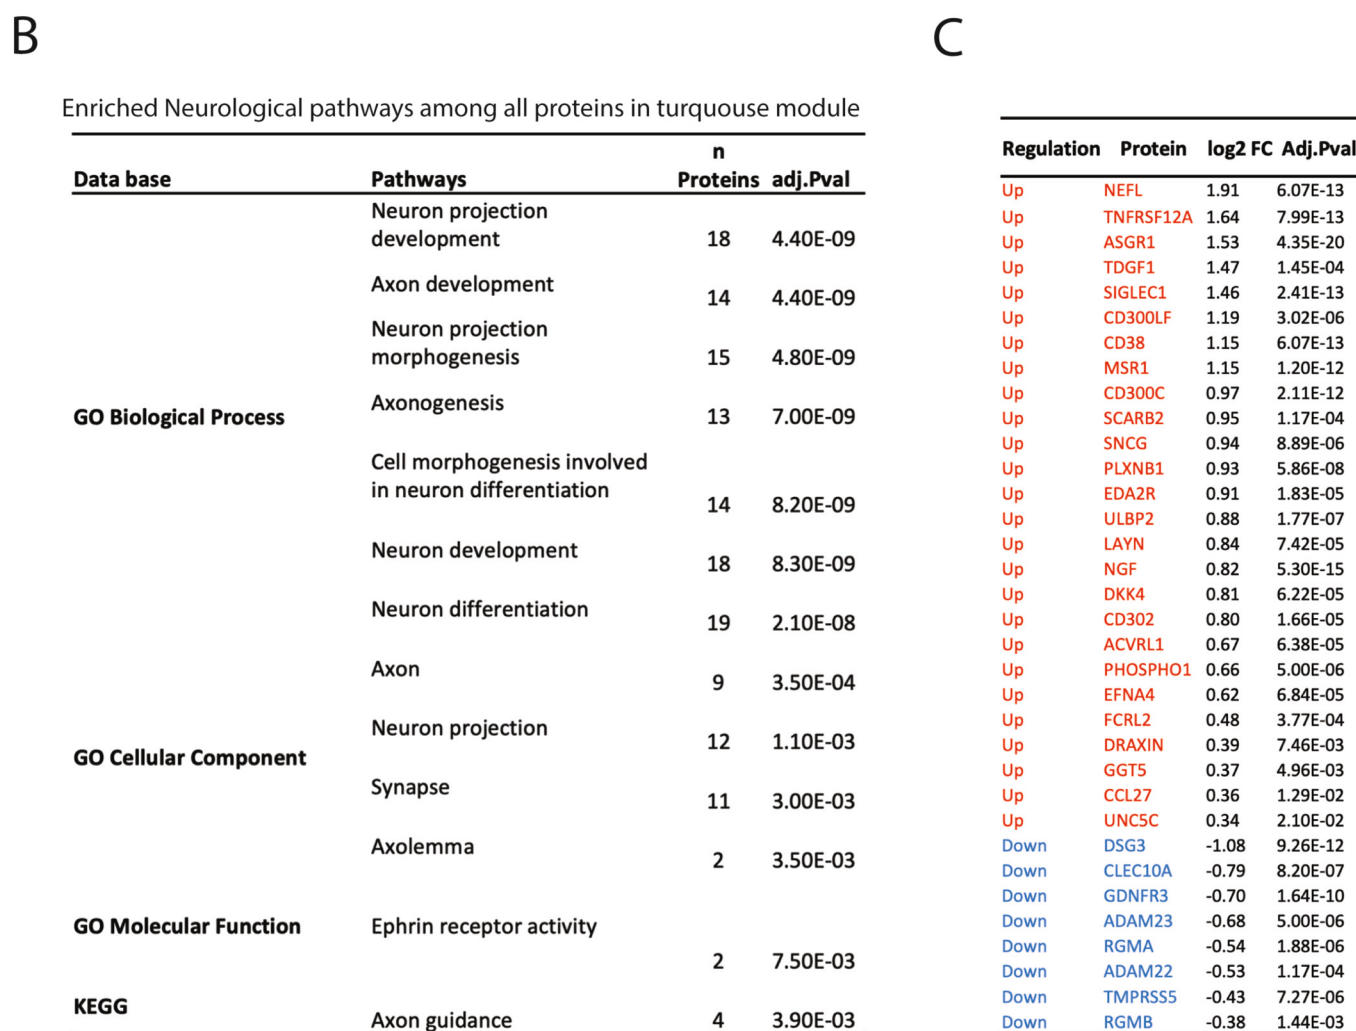 B
Enriched Neurological pathways among all proteins in turquouse module
n
Data base Pathways Proteins adj.Pval
Neuron projection
development 18 4.40E-09
Axon development
14 4.40E-09
Neuron projection
morphogenesis 15 4.80E-09
Axonogenesis
GO Biological Process 13 7.00E-09
Cell morphogenesis involved
in neuron differentiation
14 8.20E-09
Neuron development
18 8.30E-09
Neuron differentiation
19 2.10E-08
Axon
9 3.50E-04
Neuron projection
12 1.10E-03
GO Cellular Component
Synapse
11 3.00E-03
Axolemma
2 3.50E-03
GO Molecular Function Ephrin receptor activity
2 7.50E-03
KEGG
Axon guidance 4 3.90E-03
C
Regulation Protein log2 FC Adj.Pval
Up NEFL 1.91 6.07E-13
Up TNFRSF12A 1.64 7.99E-13
Up ASGR1 1.53 4.35E-20
Up TDGF1 1.47 1.45E-04
Up SIGLEC1 1.46 2.41E-13
Up CD300LF 1.19 3.02E-06
Up CD38 1.15 6.07E-13
Up MSR1 1.15 1.20E-12
Up CD300C 0.97 2.11E-12
Up SCARB2 0.95 1.17E-04
Up SNCG 0.94 8.89E-06
Up PLXNB1 0.93 5.86E-08
Up EDA2R 0.91 1.83E-05
Up ULBP2 0.88 1.77E-07
Up LAYN 0.84 7.42E-05
Up NGF 0.82 5.30E-15
Up DKK4 0.81 6.22E-05
Up CD302 0.80 1.66E-05
Up ACVRL1 0.67 6.38E-05
Up PHOSPHO1 0.66 5.00E-06
Up EFNA4 0.62 6.84E-05
Up FCRL2 0.48 3.77E-04
Up DRAXIN 0.39 7.46E-03
Up GGT5 0.37 4.96E-03
Up CCL27 0.36 1.29E-02
Up UNC5C 0.34 2.10E-02
Down DSG3 -1.08 9.26E-12
Down CLEC10A -0.79 8.20E-07
Down GDNFR3 -0.70 1.64E-10
Down ADAM23 -0.68 5.00E-06
Down RGMA -0.54 1.88E-06
Down ADAM22 -0.53 1.17E-04
Down TMPRSS5 -0.43 7.27E-06
Down RGMB -0.38 1.44E-03